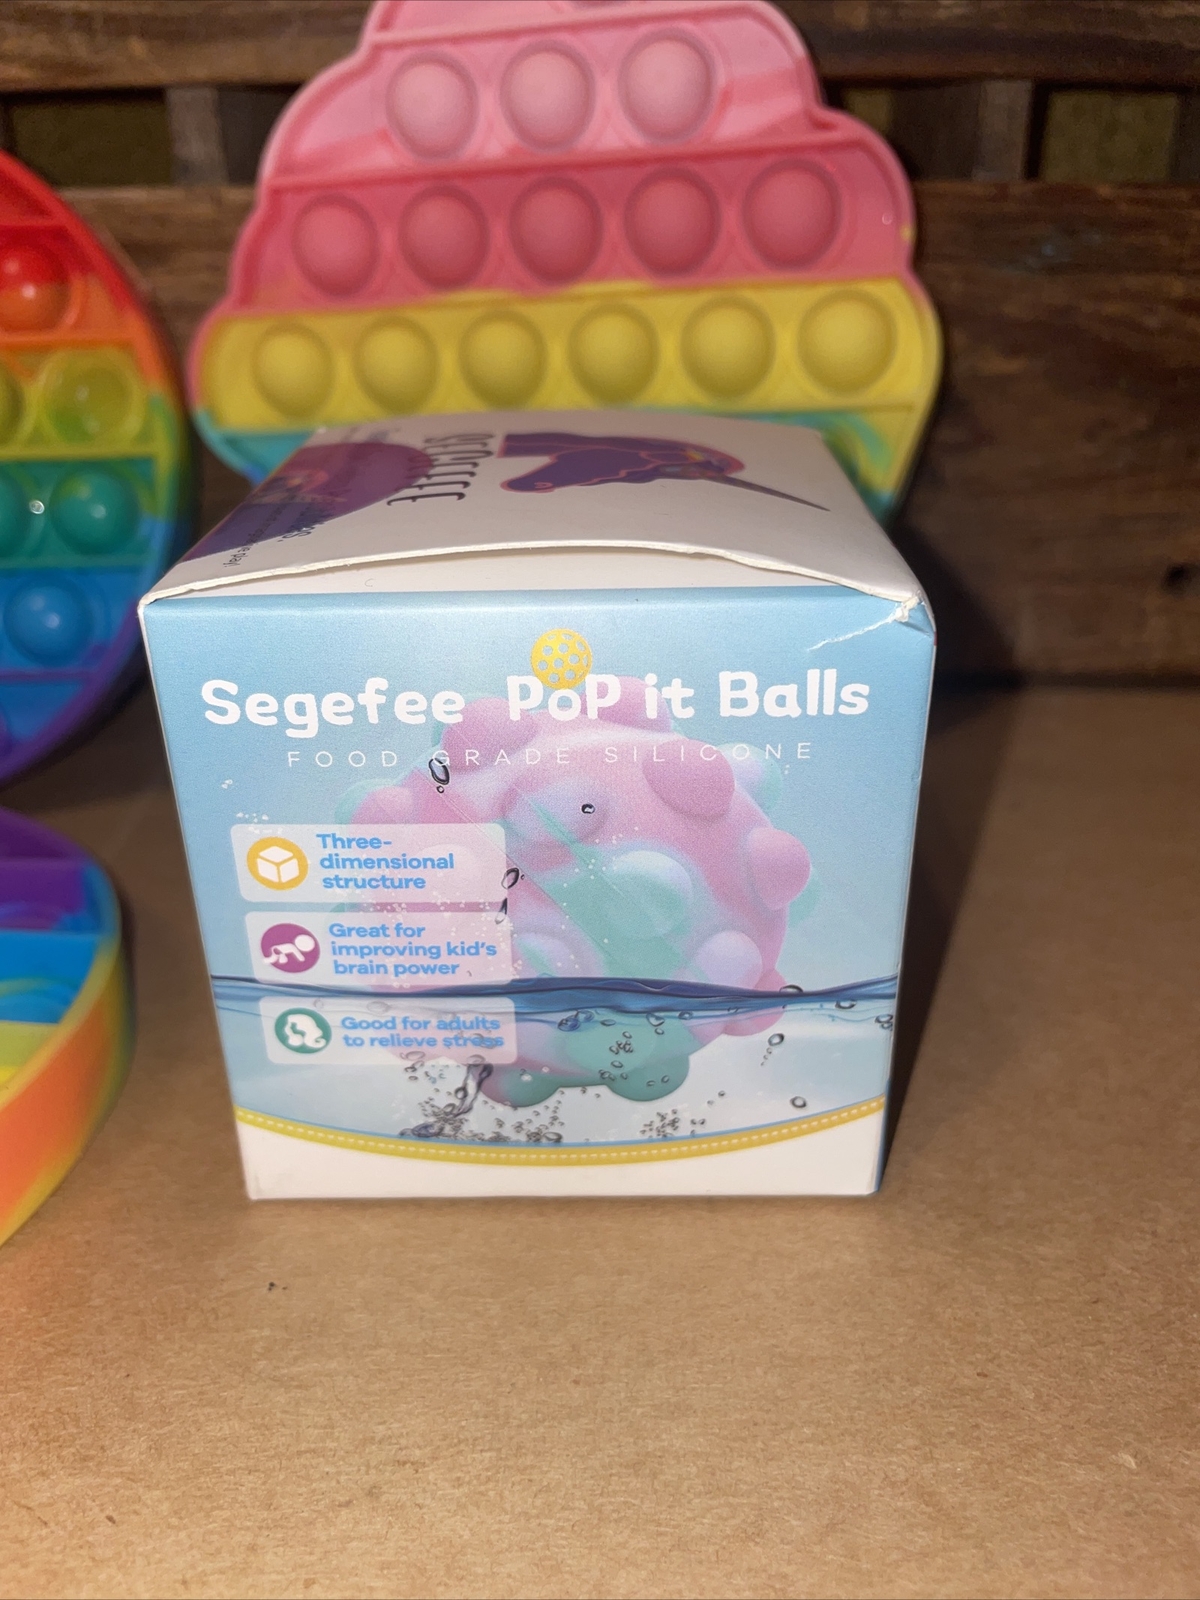 Segefee PoP it Balls
FOOD GRADE SILICONE
Three-
dimensional
structure
Great for
improving kid's
brain power
Good for adults
to relieve stress